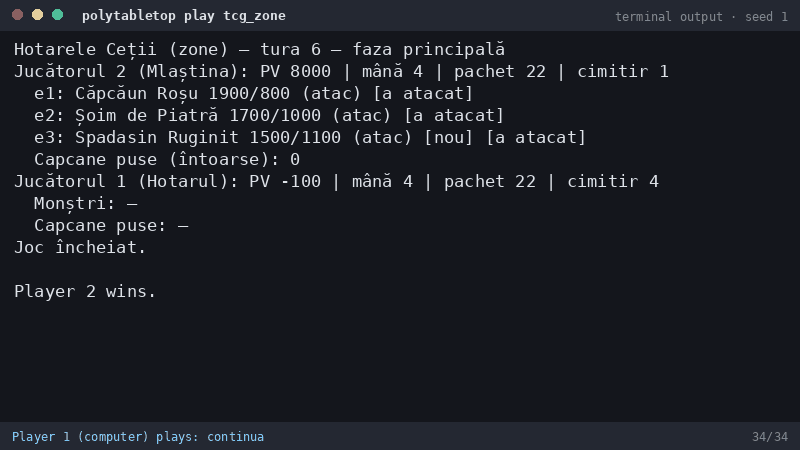 polytabletop play tcg_zone
terminal output · seed 1
Hotarele Ceții (zone) — tura 6 — faza principală
Jucătorul 2 (Mlaștina): PV 8000 | mână 4 | pachet 22 | cimitir 1
e1: Căpcăun Roșu 1900/800 (atac) [a atacat]
e2: Șoim de Piatră 1700/1000 (atac) [a atacat]
e3: Spadasin Ruginit 1500/1100 (atac) [nou] [a atacat]
Capcane puse (întoarse): 0
Jucătorul 1 (Hotarul): PV -100 | mână 4 | pachet 22 | cimitir 4
Monștri: —
Capcane puse: —
Joc încheiat.
Player 2 wins.
Player 1 (computer) plays: continua
34/34